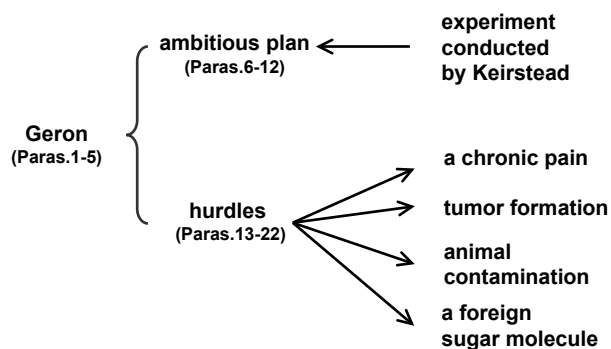 Geron
(Paras.1-5)
ambitious plan
(Paras.6-12)
experiment
conducted
by Keirstead
hurdles
(Paras.13-22)
a chronic pain
tumor formation
animal
contamination
a foreign
sugar molecule